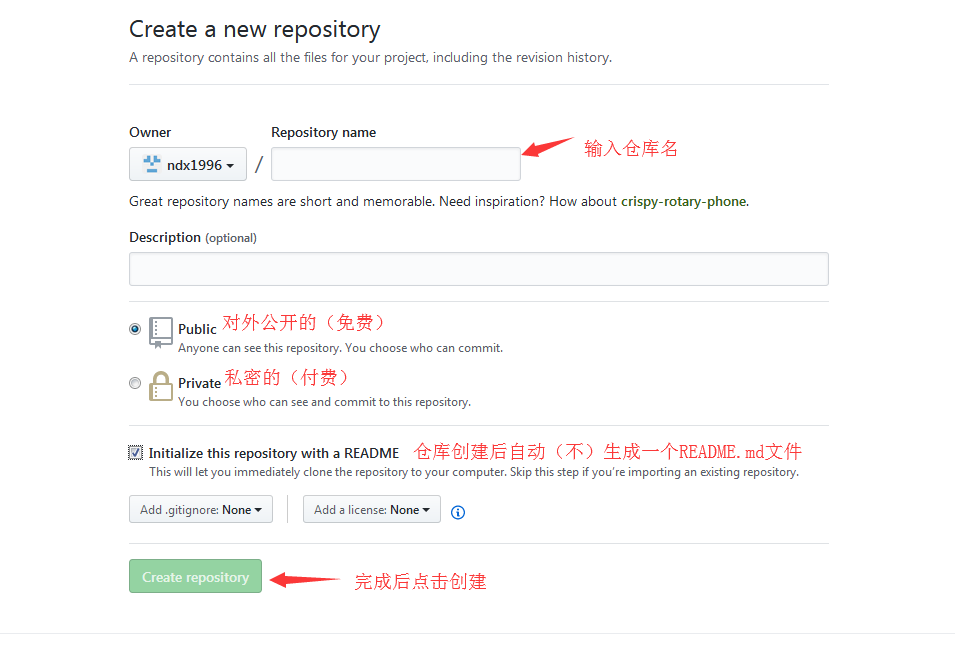 Create a new repository
A repository contains all the files for your project, including the revision history.
Owner Repository name
ndx1996 / 输入仓库名
Great repository names are short and memorable. Need inspiration? How about crispy-rotary-phone.
Description (optional)
Public 对外公开的（免费）
Anyone can see this repository. You choose who can commit.
Private 私密的（付费）
You choose who can see and commit to this repository.
Initialize this repository with a README 仓库创建后自动（不）生成一个README.md文件
This will let you immediately clone the repository to your computer. Skip this step if you're importing an existing repository.
Add .gitignore: None Add a license: None
Create repository 完成后点击创建